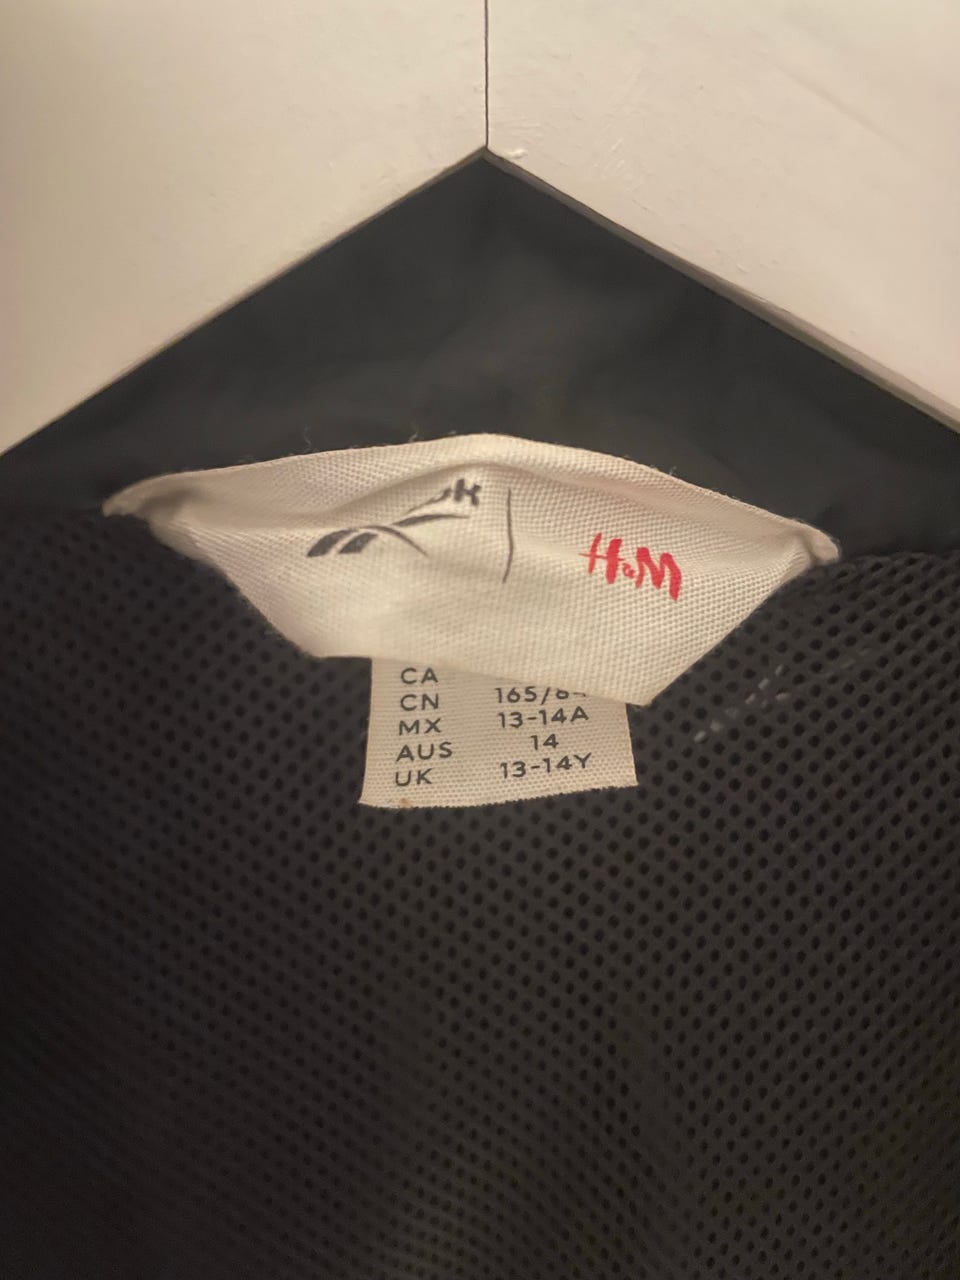 H&M
CA
CN
MX 13-14A
AUS 14
UK 13-14Y